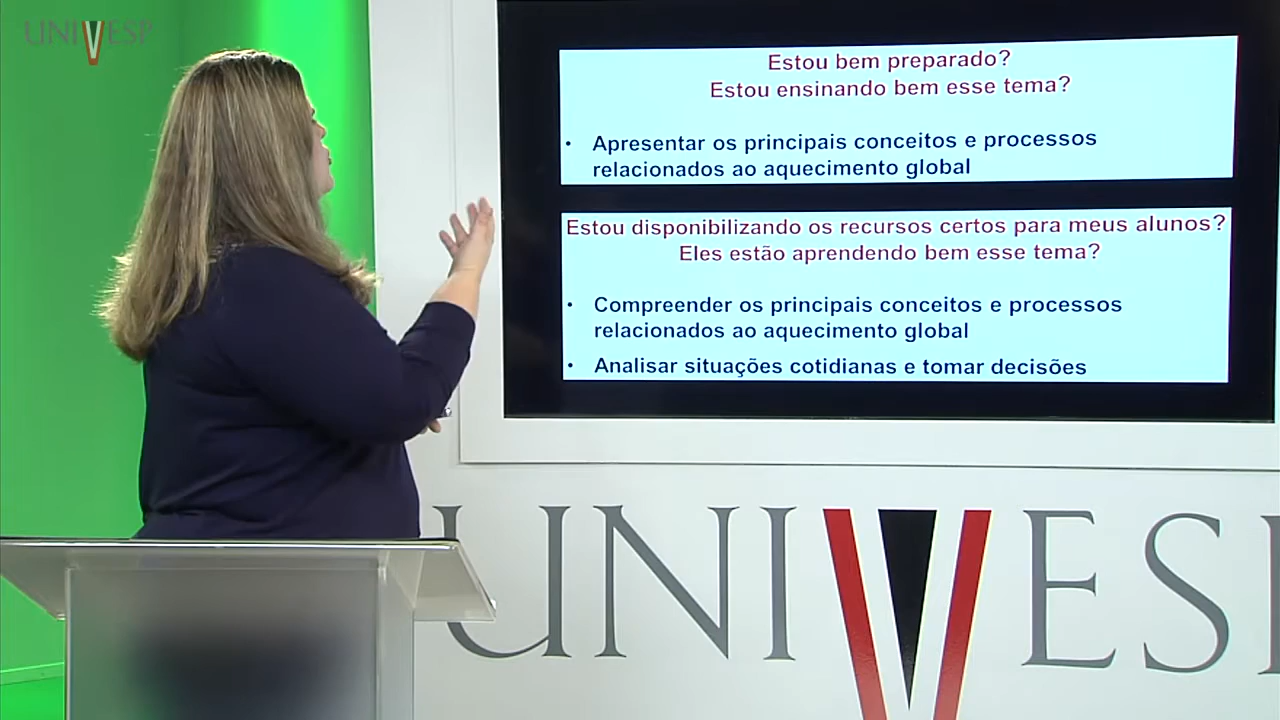 UNIVESP
Estou bem preparado?
Estou ensinando bem esse tema?
• Apresentar os principais conceitos e processos
relacionados ao aquecimento global
Estou disponibilizando os recursos certos para meus alunos?
Eles estão aprendendo bem esse tema?
• Compreender os principais conceitos e processos
relacionados ao aquecimento global
• Analisar situações cotidianas e tomar decisões
UNIVESP